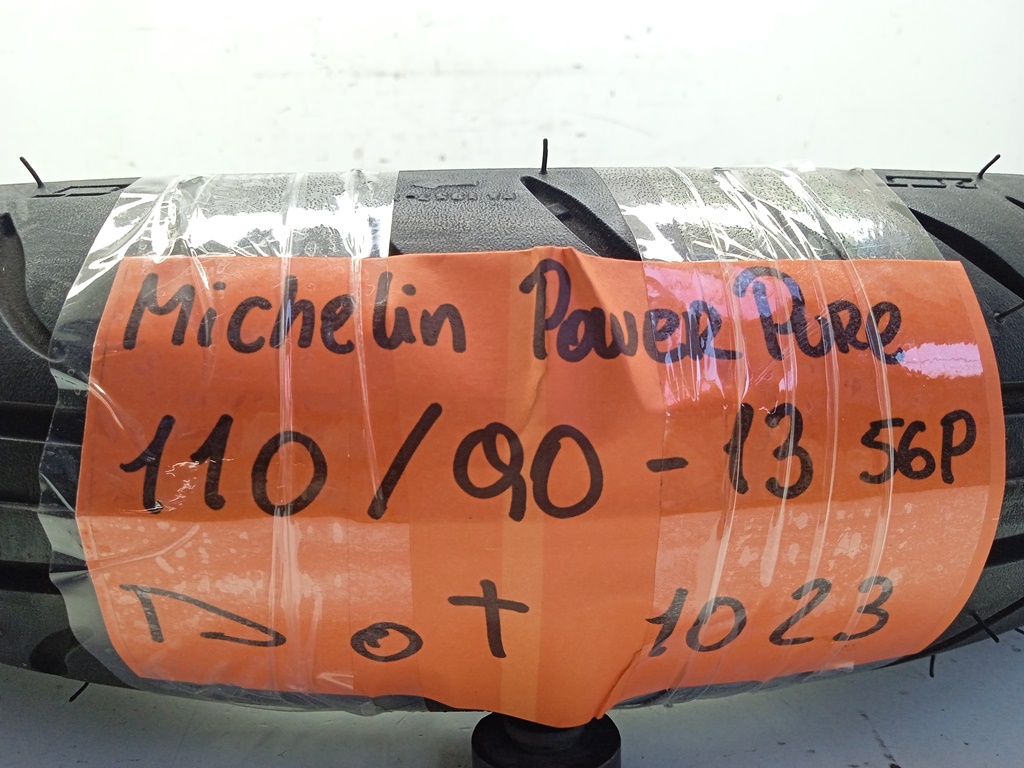 Michelin Power Pure
110/90 - 13 56P
Dot 1023